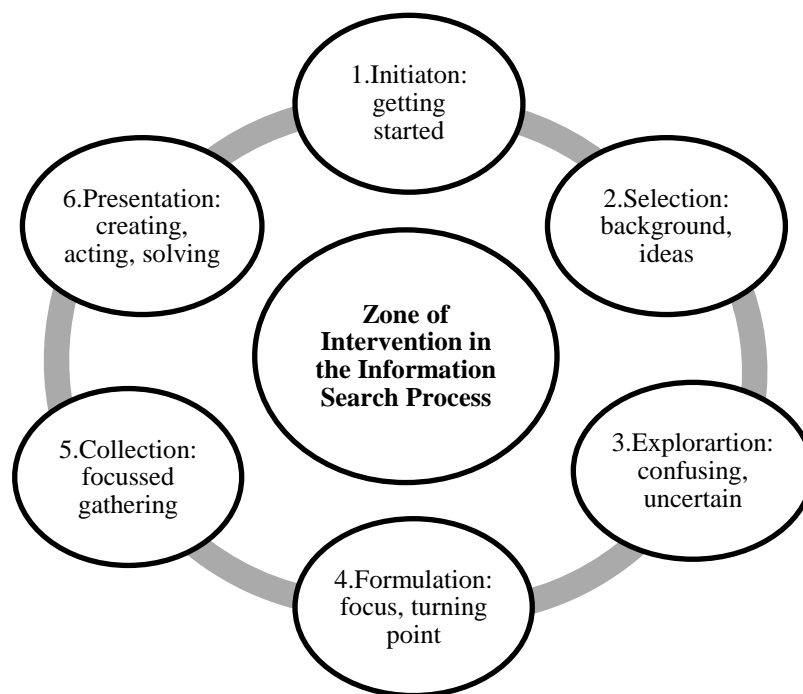 1.Initiaton:
getting
started
2.Selection:
background,
ideas
3.Explorartion:
confusing,
uncertain
4.Formulation:
focus, turning
point
5.Collection:
focussed
gathering
6.Presentation:
creating,
acting, solving
Zone of
Intervention in
the Information
Search Process